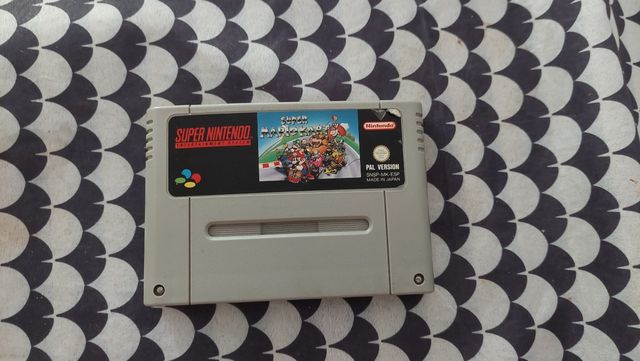 SUPER NINTENDO
ENTERTAINMENT SYSTEM
SUPER
MARIO KART
Nintendo
PAL VERSION
SNSP-MK-ESP
MADE IN JAPAN